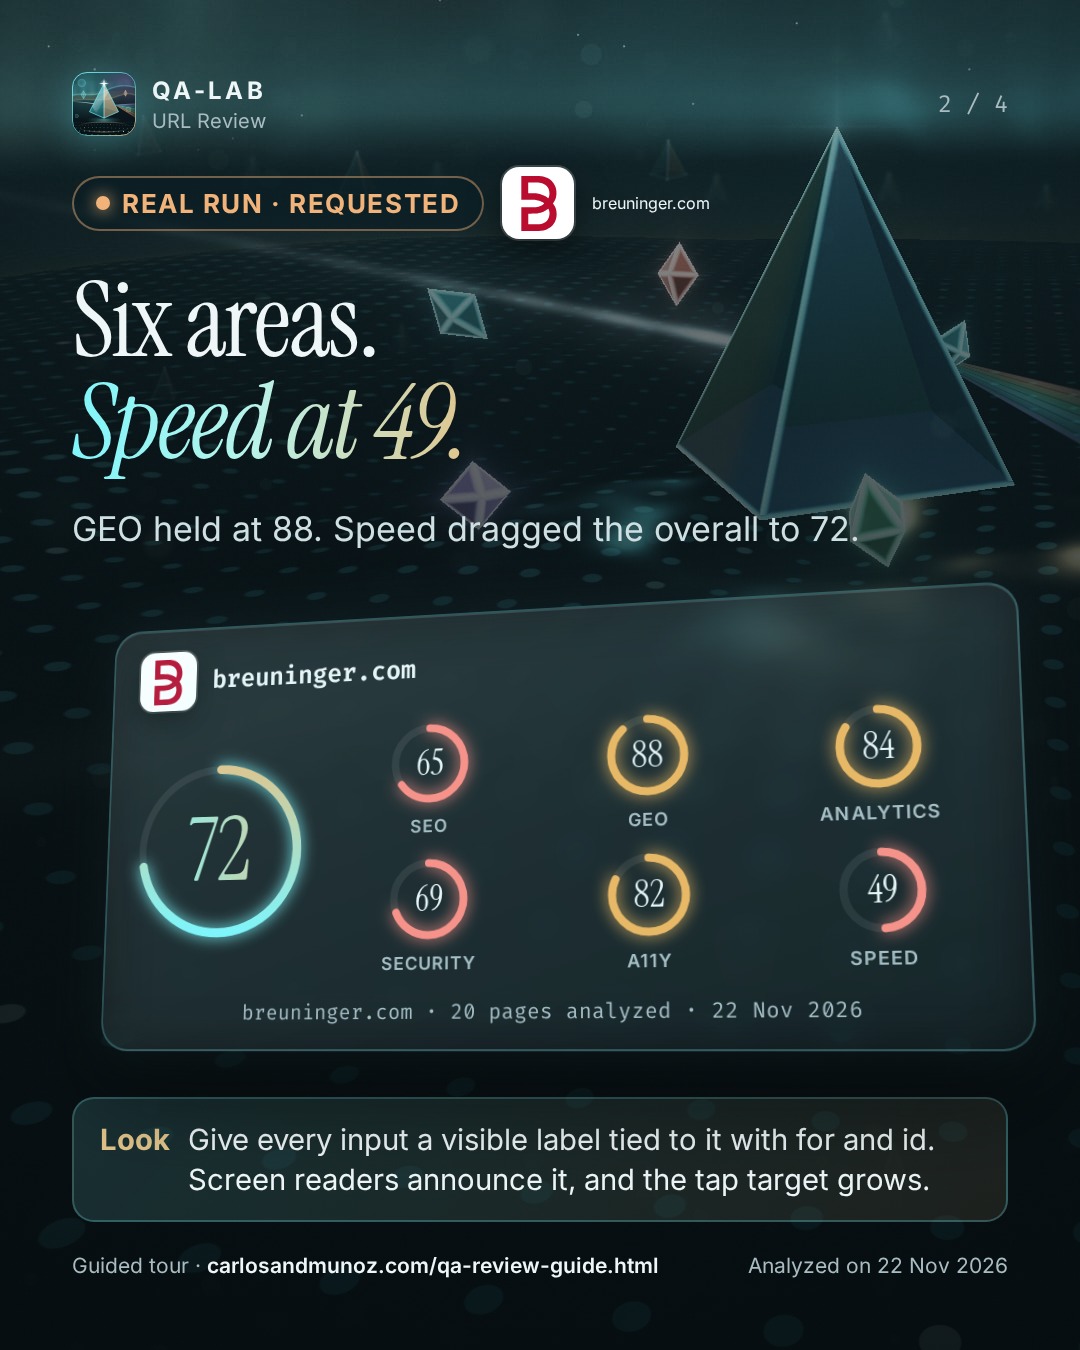 QA-LAB
URL Review
2 / 4
REAL RUN · REQUESTED
breuninger.com
Six areas.
Speed at 49.
GEO held at 88. Speed dragged the overall to 72.
breuninger.com
72
65
SEO
88
GEO
84
ANALYTICS
69
SECURITY
82
A11Y
49
SPEED
breuninger.com · 20 pages analyzed · 22 Nov 2026
Look Give every input a visible label tied to it with for and id.
Screen readers announce it, and the tap target grows.
Guided tour · carlosandmunoz.com/qa-review-guide.html
Analyzed on 22 Nov 2026